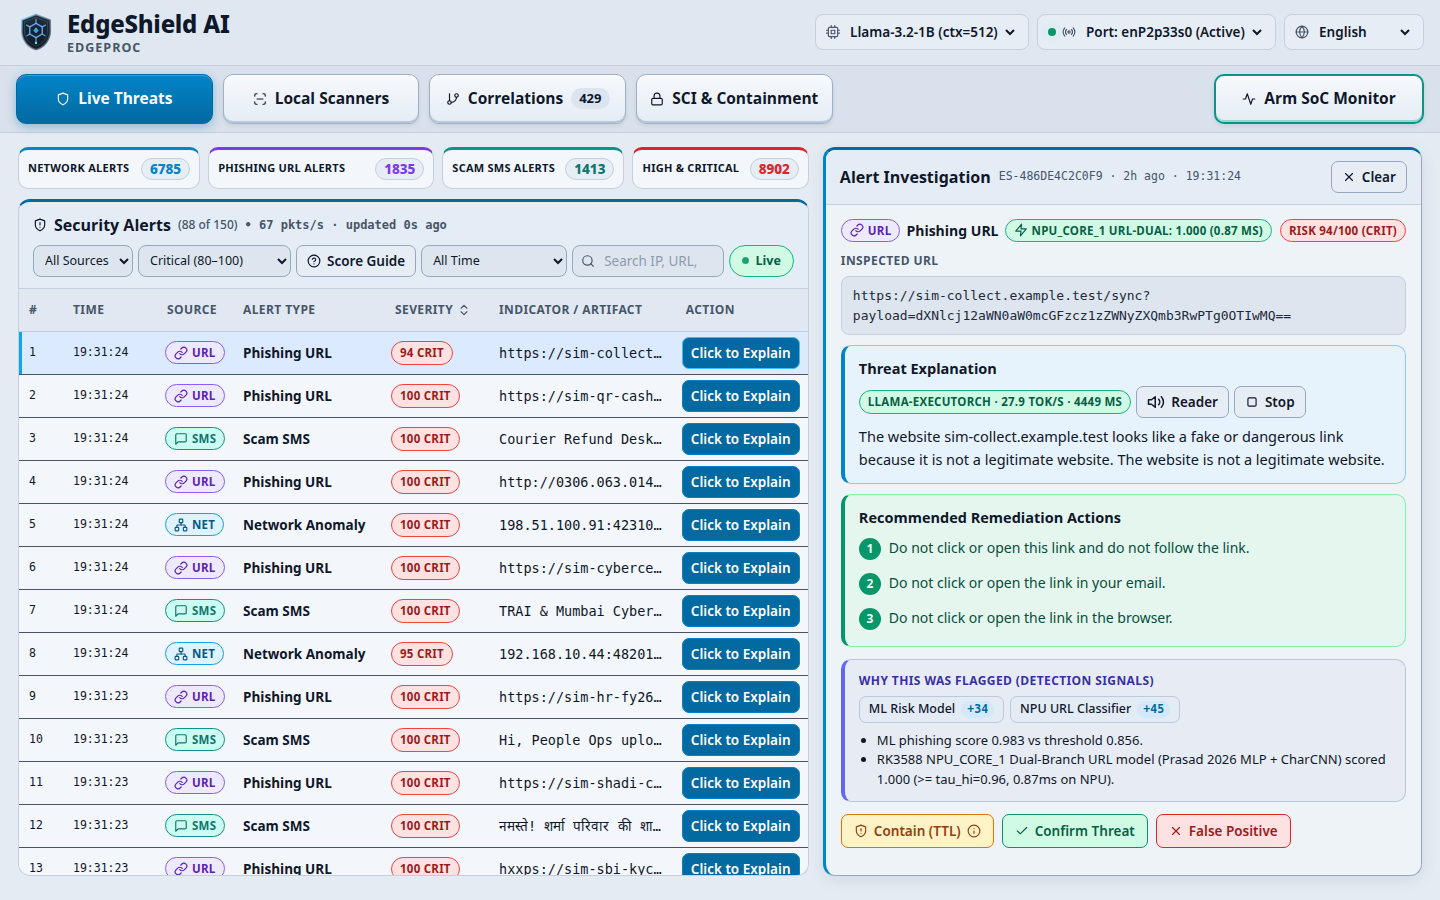 EdgeShield AI
EDGEPROC
Llama-3.2-1B (ctx=512)
Port: enP2p33s0 (Active)
English
Live Threats
Local Scanners
Correlations 429
SCI & Containment
Arm SoC Monitor
NETWORK ALERTS 6785
PHISHING URL ALERTS 1835
SCAM SMS ALERTS 1413
HIGH & CRITICAL 8902
Security Alerts (88 of 150) • 67 pkts/s · updated 0s ago
All Sources
Critical (80–100)
Score Guide
All Time
Search IP, URL,
Live
# TIME SOURCE ALERT TYPE SEVERITY INDICATOR / ARTIFACT ACTION
1 19:31:24 URL Phishing URL 94 CRIT https://sim-collect… Click to Explain
2 19:31:24 URL Phishing URL 100 CRIT https://sim-qr-cash… Click to Explain
3 19:31:24 SMS Scam SMS 100 CRIT Courier Refund Desk… Click to Explain
4 19:31:24 URL Phishing URL 100 CRIT http://0306.063.014… Click to Explain
5 19:31:24 NET Network Anomaly 100 CRIT 198.51.100.91:42310… Click to Explain
6 19:31:24 URL Phishing URL 100 CRIT https://sim-cyberce… Click to Explain
7 19:31:24 SMS Scam SMS 100 CRIT TRAI & Mumbai Cyber… Click to Explain
8 19:31:24 NET Network Anomaly 95 CRIT 192.168.10.44:48201… Click to Explain
9 19:31:23 URL Phishing URL 100 CRIT https://sim-hr-fy26… Click to Explain
10 19:31:23 SMS Scam SMS 100 CRIT Hi, People Ops uplo… Click to Explain
11 19:31:23 URL Phishing URL 100 CRIT https://sim-shadi-c… Click to Explain
12 19:31:23 SMS Scam SMS 100 CRIT नमस्ते! शर्मा परिवार की शा… Click to Explain
13 19:31:23 URL Phishing URL 100 CRIT hxxps://sim-sbi-kyc… Click to Explain
Alert Investigation ES-486DE4C2C0F9 · 2h ago · 19:31:24
Clear
URL Phishing URL NPU_CORE_1 URL-DUAL: 1.000 (0.87 MS) RISK 94/100 (CRIT)
INSPECTED URL
https://sim-collect.example.test/sync?
payload=dXNlcj12aWN0aW0mcGFzcz1zZWNyZXQmb3RwPTg0OTIwMQ==
Threat Explanation
LLAMA-EXECUTORCH · 27.9 TOK/S · 4449 MS
Reader
Stop
The website sim-collect.example.test looks like a fake or dangerous link
because it is not a legitimate website. The website is not a legitimate website.
Recommended Remediation Actions
1 Do not click or open this link and do not follow the link.
2 Do not click or open the link in your email.
3 Do not click or open the link in the browser.
WHY THIS WAS FLAGGED (DETECTION SIGNALS)
ML Risk Model +34
NPU URL Classifier +45
• ML phishing score 0.983 vs threshold 0.856.
• RK3588 NPU_CORE_1 Dual-Branch URL model (Prasad 2026 MLP + CharCNN) scored
1.000 (>= tau_hi=0.96, 0.87ms on NPU).
Contain (TTL)
Confirm Threat
False Positive